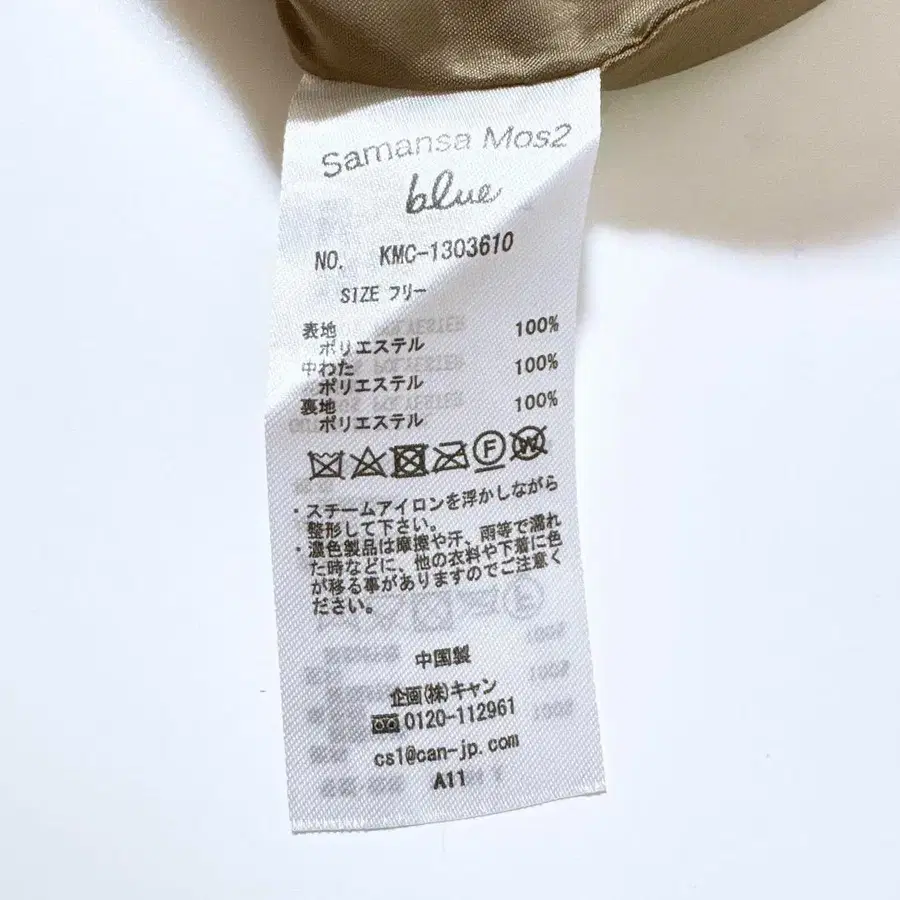 Samansa Mos2
blue
NO. KMC-1303610
SIZE フリー
表地 100%
ポリエステル
中わた 100%
ポリエステル
裏地 100%
ポリエステル
F W
・スチームアイロンを浮かしながら
整形して下さい。
・濃色製品は摩擦や汗、雨等で濡れ
た時などに、他の衣料や下着に色
が移る事がありますのでご注意く
ださい。
中国製
企画(株)キャン
0120-112961
cs1@can-jp.com
A11